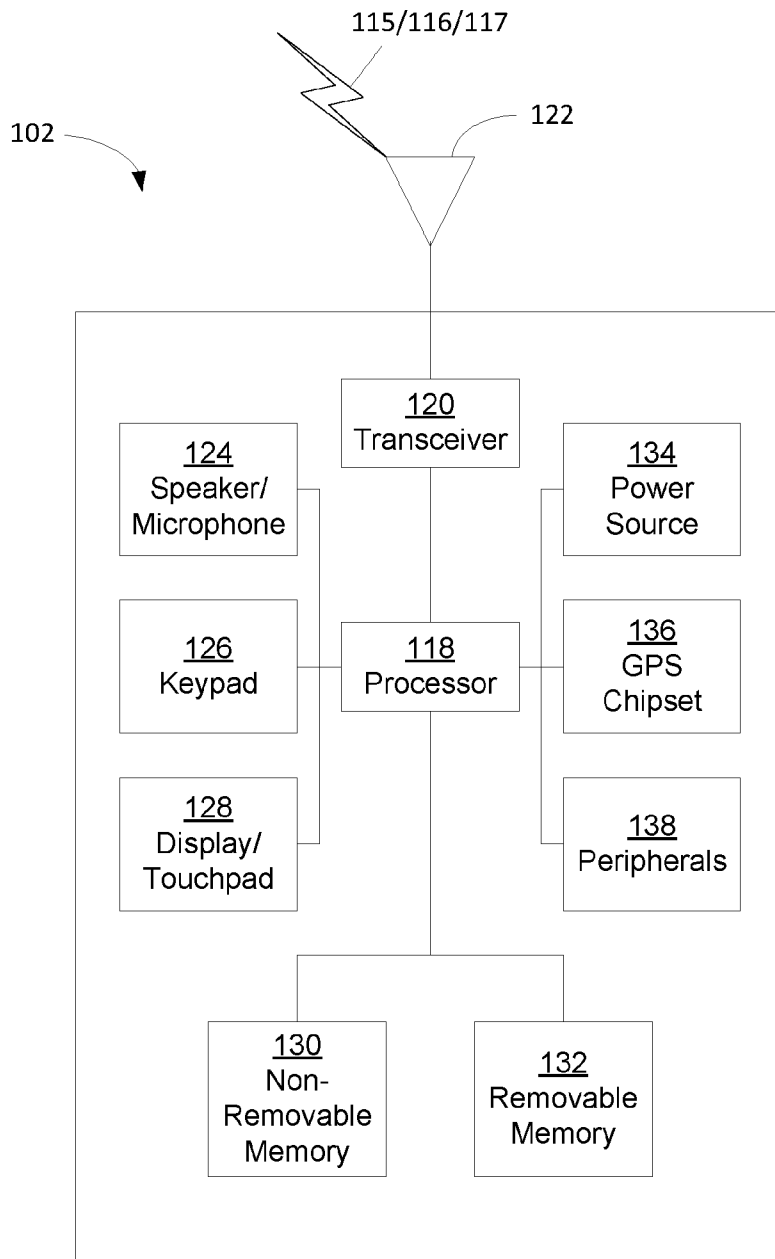 115/116/117
122
102
120
Transceiver
124
Speaker/
Microphone
134
Power
Source
126
Keypad
118
Processor
136
GPS
Chipset
128
Display/
Touchpad
138
Peripherals
130
Non-
Removable
Memory
132
Removable
Memory